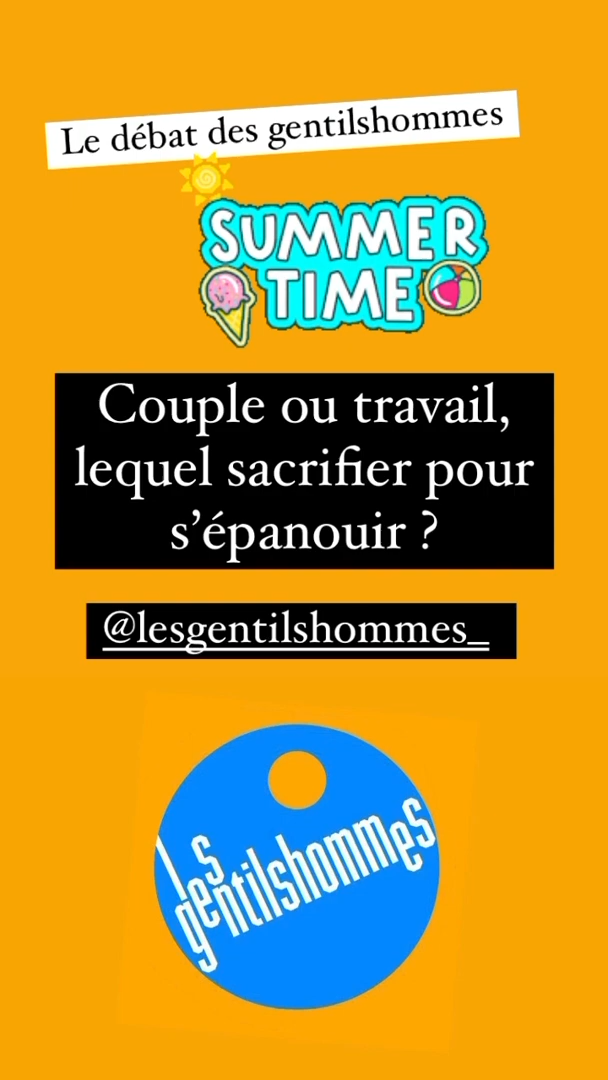 Le débat des gentilshommes
SUMMER
TIME
Couple ou travail,
lequel sacrifier pour
s’épanouir ?
@lesgentilshommes_
les
gentilshommes